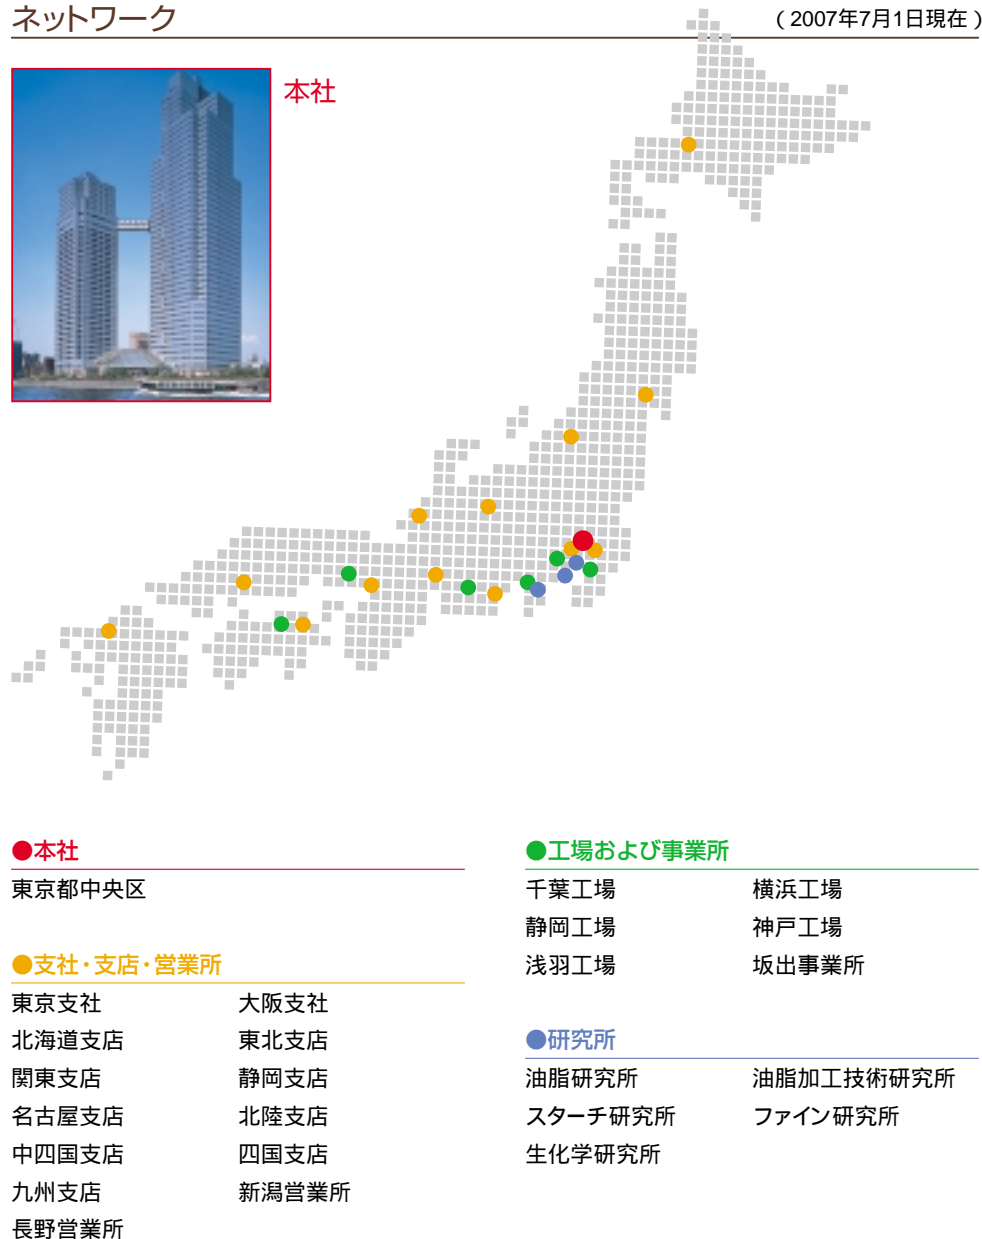 ネットワーク
(2007年7月1日現在)
本社
●本社
東京都中央区
●支社・支店・営業所
東京支社 大阪支社
北海道支店 東北支店
関東支店 静岡支店
名古屋支店 北陸支店
中四国支店 四国支店
九州支店 新潟営業所
長野営業所
●工場および事業所
千葉工場 横浜工場
静岡工場 神戸工場
浅羽工場 坂出事業所
●研究所
油脂研究所 油脂加工技術研究所
スターチ研究所 ファイン研究所
生化学研究所